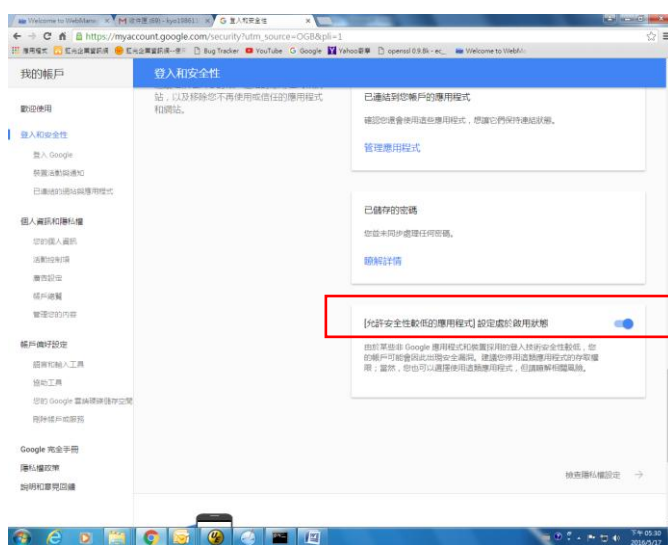 Welcome to WebMana
G 登入和安全性
https://myaccount.google.com/security?utm_source=OGB&pli=1
應用程式
Bug Tracker
YouTube
Google
Yahoo
openssl 0.9.8k - ec_
Welcome to WebM
我的帳戶
登入和安全性
站，以及移除您不再使用或信任的應用程式
和網站。
歡迎使用
登入和安全性
登入 Google
裝置活動與通知
已連結的網站與應用程式
個人資訊和隱私權
您的個人資訊
活動控制項
廣告設定
帳戶總覽
管理您的內容
帳戶偏好設定
語言和輸入工具
協助工具
您的 Google 雲端硬碟儲存空間
刪除帳戶或服務
Google 完全手冊
隱私權政策
說明和意見回饋
已連結到您帳戶的應用程式
確認您還會使用這些應用程式，想讓它們保持連結狀態。
管理應用程式
已儲存的密碼
您並未同步處理任何密碼。
瞭解詳情
[允許安全性較低的應用程式] 設定處於啟用狀態
由於某些非 Google 應用程式和裝置採用的登入技術安全性較低，您
的帳戶可能會因此出現安全漏洞。建議您停用這類應用程式的存取權
限；當然，您也可以選擇使用這類應用程式，但請瞭解相關風險。
檢查隱私權設定
下午 05:30
2016/5/17